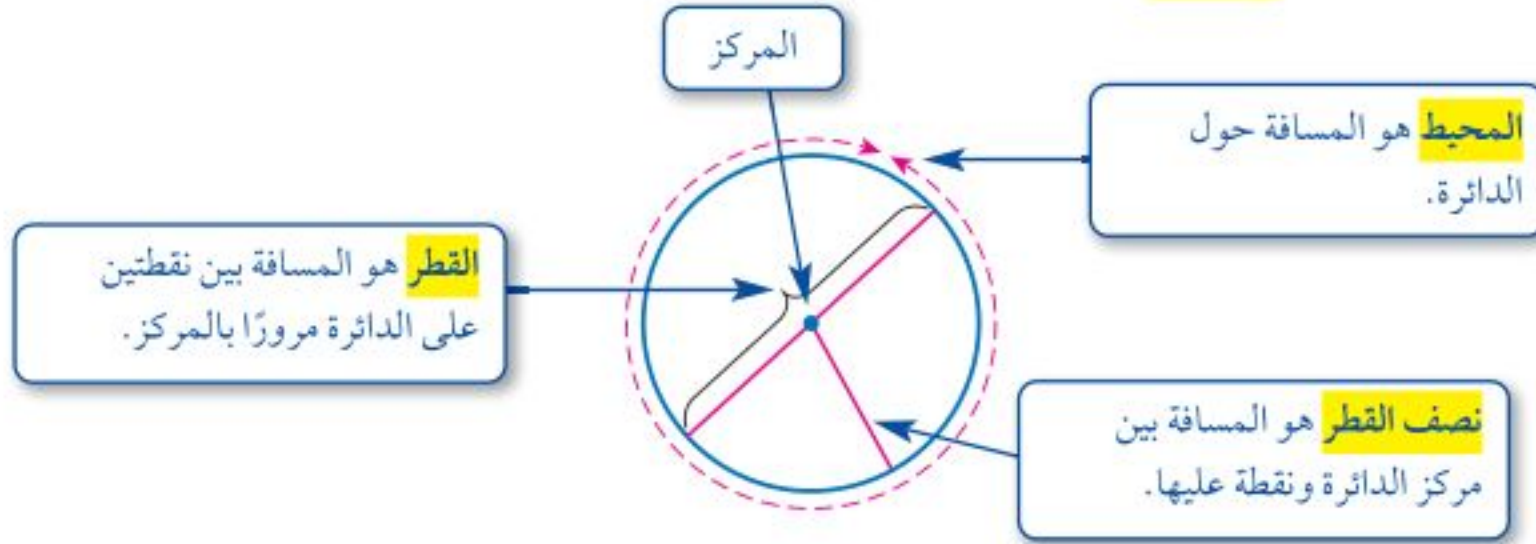 المركز
المحيط هو المسافة حول
الدائرة.
القطر هو المسافة بين نقطتين
على الدائرة مرورًا بالمركز.
نصف القطر هو المسافة بين
مركز الدائرة ونقطة عليها.